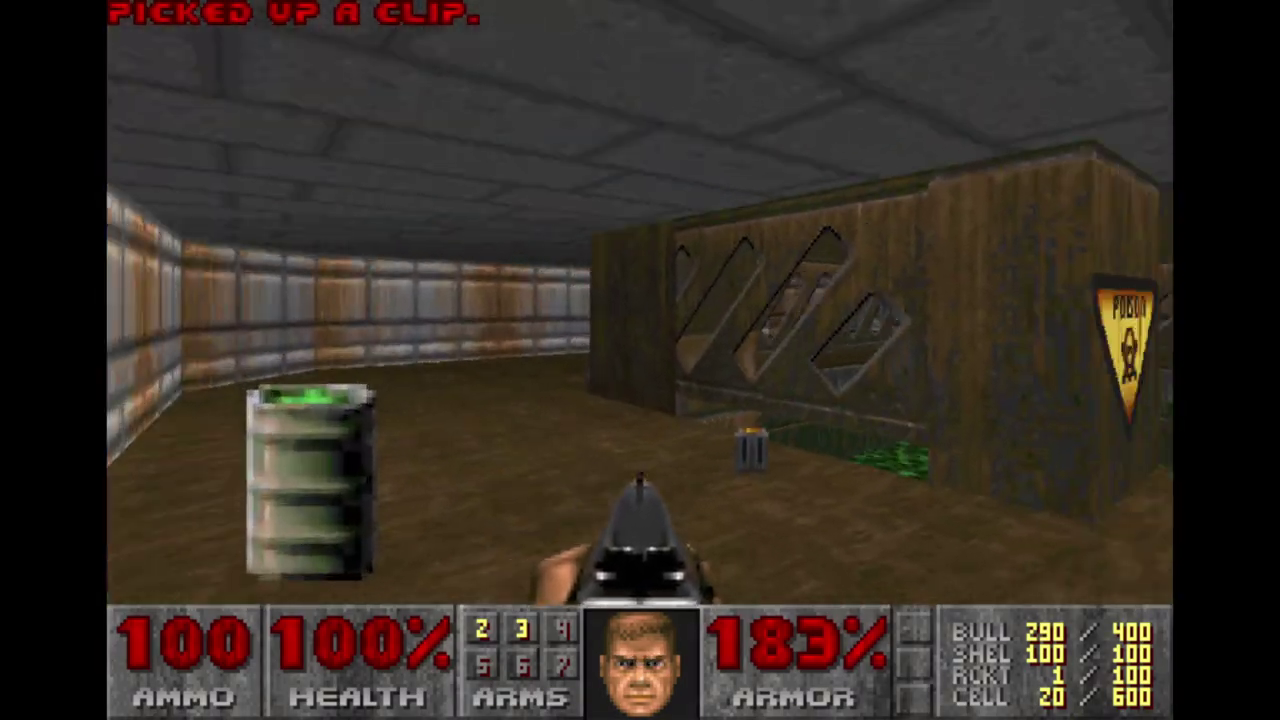 PICKED UP A CLIP.
POISON
100 100% 2 3 4 183% BULL 290 / 400
5 6 7 SHEL 100 / 100
RCKT 1 / 100
AMMO HEALTH ARMS ARMOR CELL 20 / 600